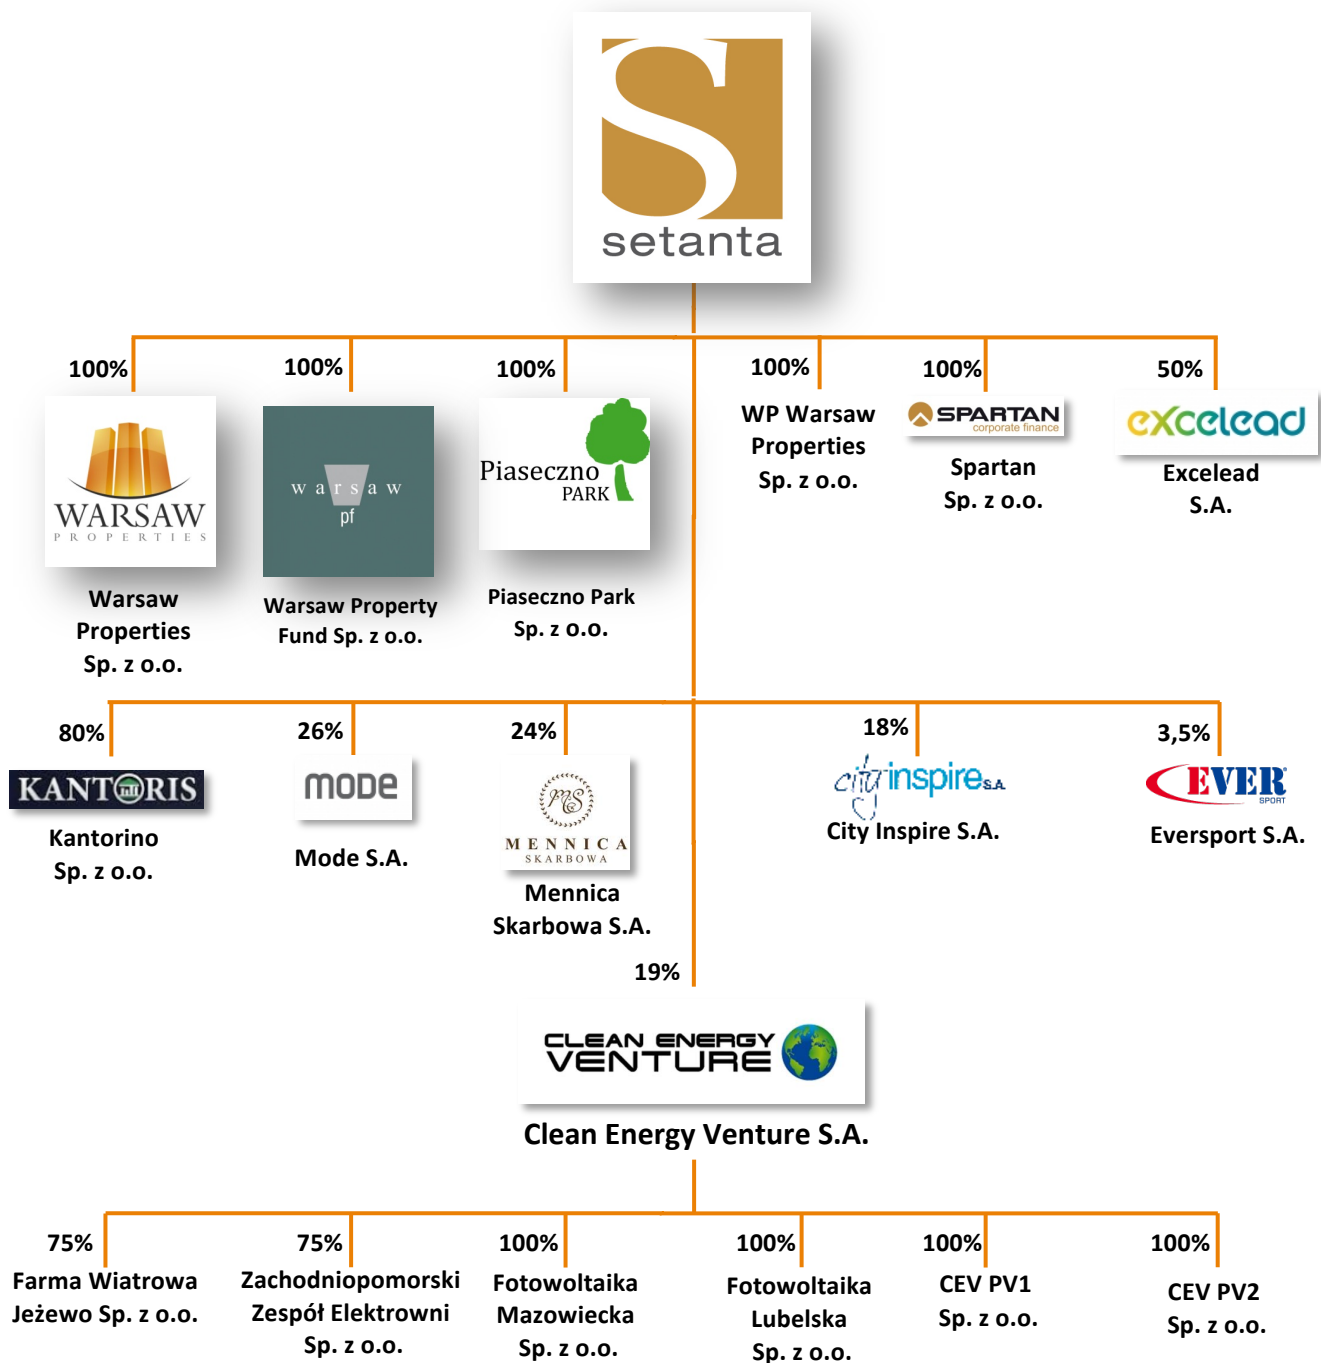 S
setanta
100%
100%
100%
100%
100%
50%
WARSAW
PROPERTIES
Warsaw
Properties
Sp. z o.o.
warsaw
pf
Warsaw Property
Fund Sp. z o.o.
Piaseczno
PARK
Piaseczno Park
Sp. z o.o.
WP Warsaw
Properties
Sp. z o.o.
SPARTAN
corporate finance
Spartan
Sp. z o.o.
excelead
Excelead
S.A.
80%
26%
24%
18%
3,5%
KANTORIS
Kantorino
Sp. z o.o.
mode
Mode S.A.
MS
MENNICA
SKARBOWA
Mennica
Skarbowa S.A.
city inspire S.A.
City Inspire S.A.
EVER
SPORT
Eversport S.A.
19%
CLEAN ENERGY
VENTURE
Clean Energy Venture S.A.
75%
75%
100%
100%
100%
100%
Farma Wiatrowa
Jeżewo Sp. z o.o.
Zachodniopomorski
Zespół Elektrowni
Sp. z o.o.
Fotowoltaika
Mazowiecka
Sp. z o.o.
Fotowoltaika
Lubelska
Sp. z o.o.
CEV PV1
Sp. z o.o.
CEV PV2
Sp. z o.o.